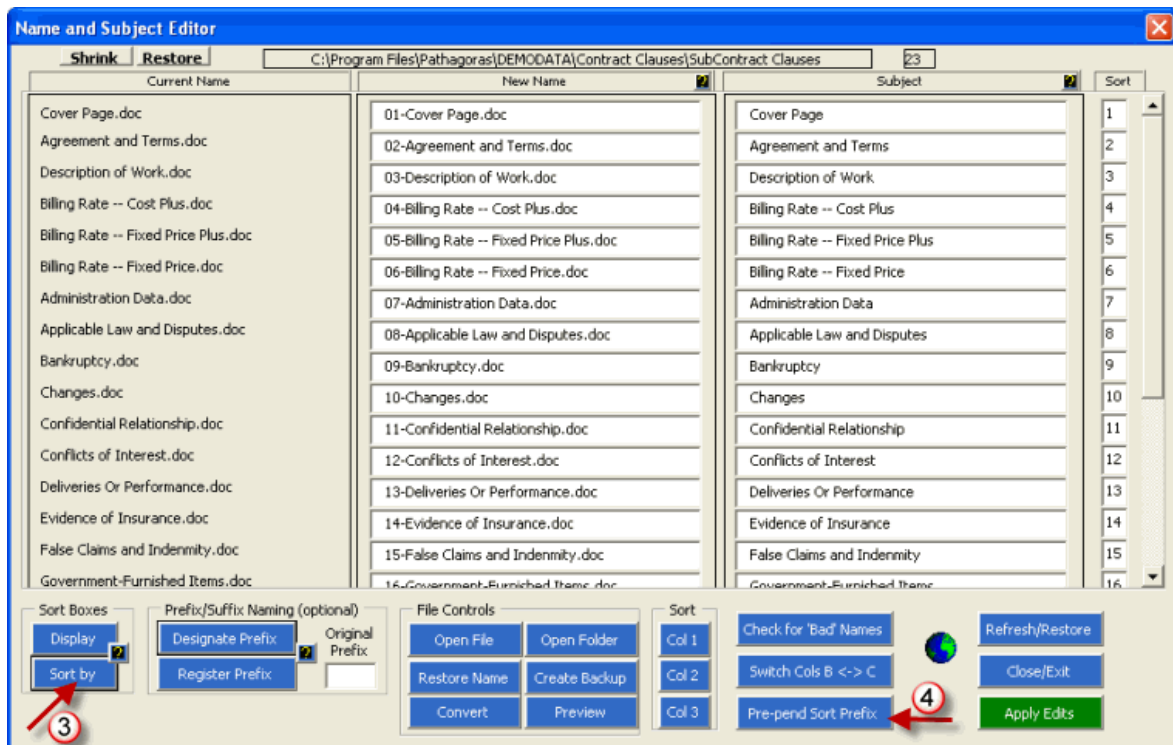 Name and Subject Editor
Shrink Restore C:\Program Files\Pathagoras\DEMODATA\Contract Clauses\SubContract Clauses 23
Current Name New Name ? Subject ? Sort
Cover Page.doc 01-Cover Page.doc Cover Page 1
Agreement and Terms.doc 02-Agreement and Terms.doc Agreement and Terms 2
Description of Work.doc 03-Description of Work.doc Description of Work 3
Billing Rate -- Cost Plus.doc 04-Billing Rate -- Cost Plus.doc Billing Rate -- Cost Plus 4
Billing Rate -- Fixed Price Plus.doc 05-Billing Rate -- Fixed Price Plus.doc Billing Rate -- Fixed Price Plus 5
Billing Rate -- Fixed Price.doc 06-Billing Rate -- Fixed Price.doc Billing Rate -- Fixed Price 6
Administration Data.doc 07-Administration Data.doc Administration Data 7
Applicable Law and Disputes.doc 08-Applicable Law and Disputes.doc Applicable Law and Disputes 8
Bankruptcy.doc 09-Bankruptcy.doc Bankruptcy 9
Changes.doc 10-Changes.doc Changes 10
Confidential Relationship.doc 11-Confidential Relationship.doc Confidential Relationship 11
Conflicts of Interest.doc 12-Conflicts of Interest.doc Conflicts of Interest 12
Deliveries Or Performance.doc 13-Deliveries Or Performance.doc Deliveries Or Performance 13
Evidence of Insurance.doc 14-Evidence of Insurance.doc Evidence of Insurance 14
False Claims and Indenmity.doc 15-False Claims and Indenmity.doc False Claims and Indenmity 15
Government-Furnished Items.doc 16-Government-Furnished Items.doc Government-Furnished Items 16
Sort Boxes Prefix/Suffix Naming (optional) File Controls Sort
Display ? Designate Prefix ? Original Prefix Open File Open Folder Col 1 Check for 'Bad' Names Refresh/Restore
Sort by Register Prefix Restore Name Create Backup Col 2 Switch Cols B <-> C Close/Exit
Convert Preview Col 3 Pre-pend Sort Prefix Apply Edits
3 4